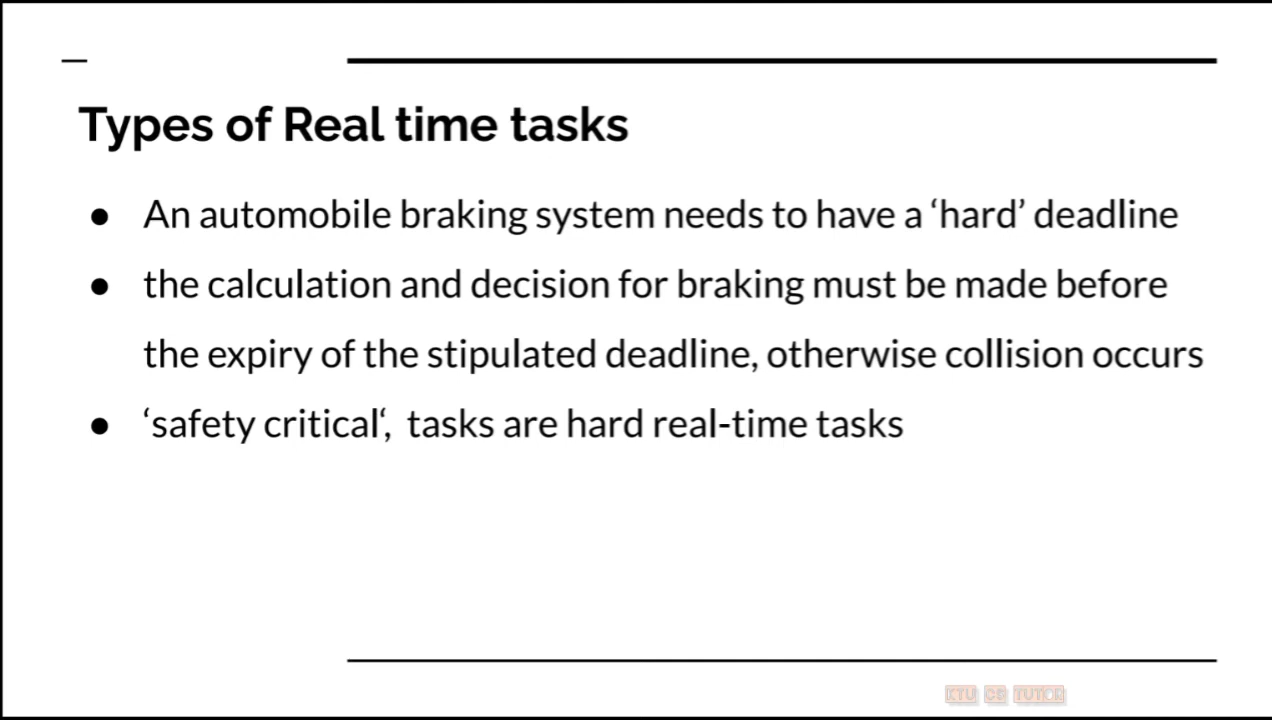 Types of Real time tasks
● An automobile braking system needs to have a ‘hard’ deadline
● the calculation and decision for braking must be made before
the expiry of the stipulated deadline, otherwise collision occurs
● ‘safety critical‘, tasks are hard real-time tasks
KTU CS TUTOR